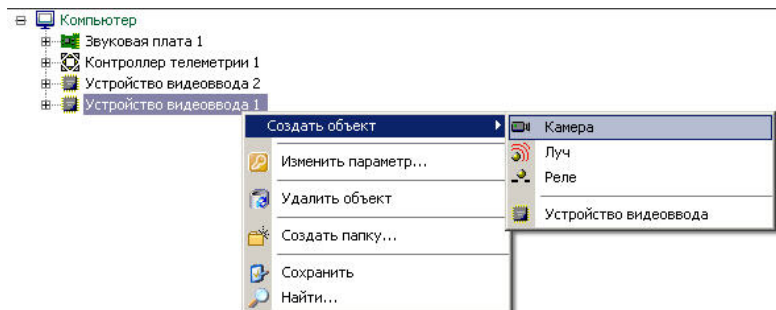 Компьютер
Звуковая плата 1
Контроллер телеметрии 1
Устройство видеоввода 2
Устройство видеоввода 1
Создать объект
Изменить параметр...
Удалить объект
Создать папку...
Сохранить
Найти...
Камера
Луч
Реле
Устройство видеоввода